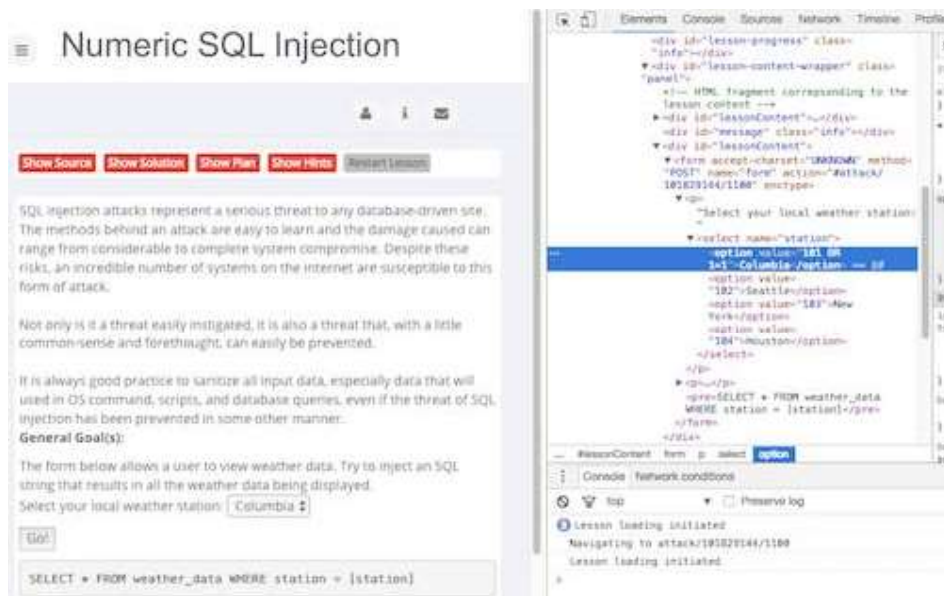 Numeric SQL Injection
Show Source Show Solution Show Plan Show Hints Restart Lesson
SQL injection attacks represent a serious threat to any database-driven site.
The methods behind an attack are easy to learn and the damage caused can
range from considerable to complete system compromise. Despite these
risks, an incredible number of systems on the internet are susceptible to this
form of attack.
Not only is it a threat easily instigated, it is also a threat that, with a little
common-sense and forethought, can easily be prevented.
It is always good practice to sanitize all input data, especially data that will
used in OS command, scripts, and database queries, even if the threat of SQL
injection has been prevented in some other manner.
General Goal(s):
The form below allows a user to view weather data. Try to inject an SQL
string that results in all the weather data being displayed.
Select your local weather station: Columbia
Go!
SELECT * FROM weather_data WHERE station = [station]
Elements Console Sources Network Timeline
<div id="lesson-progress" class=
"info"></div>
<div id="lesson-content-wrapper" class=
"panel">
<!-- HTML fragment correpsonding to the
lesson content -->
<div id="lessonContent">…</div>
<div id="message" class="info"></div>
<div id="lessonContent">
<form accept-charset="UNKNOWN" method=
"POST" name="form" action="#attack/
101829144/1100" enctype>
<p>
"Select your local weather station:
"
<select name="station">
<option value="101 OR
1=1">Columbia</option> == $0
<option value=
"102">Seattle</option>
<option value="103">New
York</option>
<option value=
"104">Houston</option>
</select>
</p>
<p>…</p>
<pre>SELECT * FROM weather_data
WHERE station = [station]</pre>
</form>
</div>
... #lessonContent form p select option
Console Network conditions
top Preserve log
2 Lesson loading initiated
Navigating to attack/101829144/1100
Lesson loading initiated
>